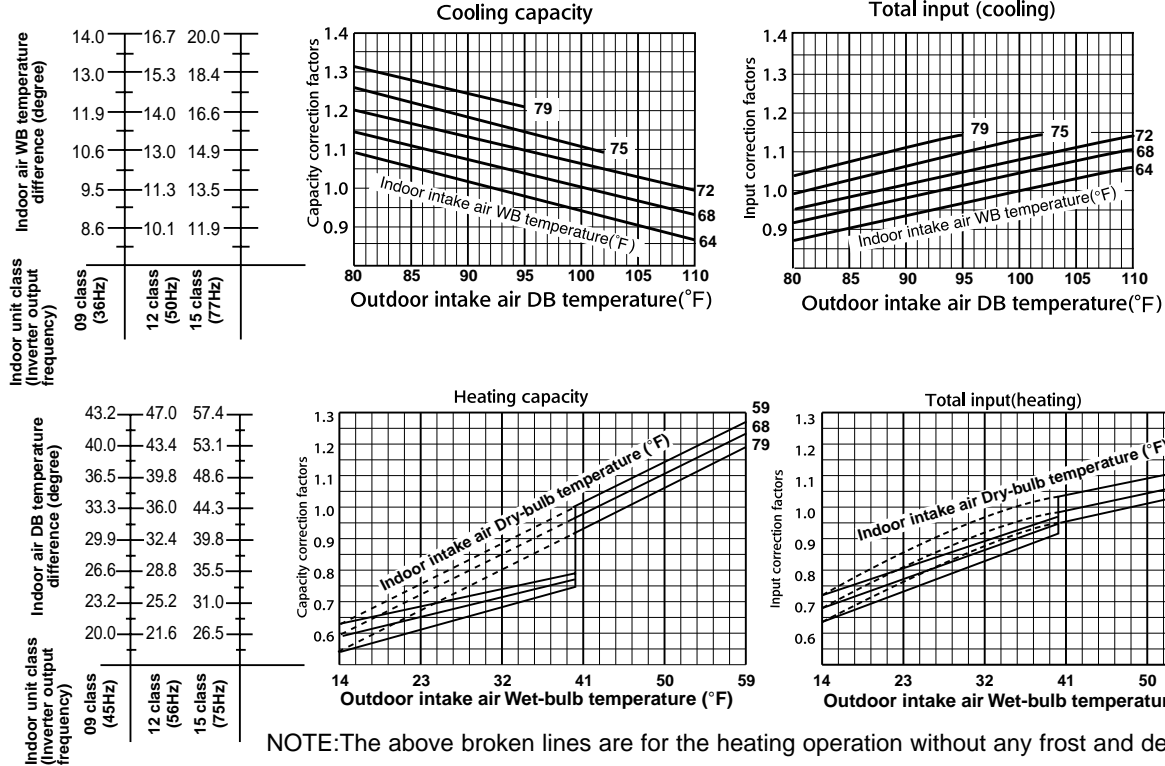 Cooling capacity
Total input (cooling)
Indoor air WB temperature
difference (degree)
14.0 16.7 20.0
13.0 15.3 18.4
11.9 14.0 16.6
10.6 13.0 14.9
9.5 11.3 13.5
8.6 10.1 11.9
Indoor unit class
(Inverter output
frequency)
09 class
(36Hz)
12 class
(50Hz)
15 class
(77Hz)
Capacity correction factors
1.4
1.3
1.2
1.1
1.0
0.9
79
75
72
68
64
Indoor intake air WB temperature(°F)
80 85 90 95 100 105 110
Outdoor intake air DB temperature(°F)
Input correction factors
1.4
1.3
1.2
1.1
1.0
0.9
79
75
72
68
64
Indoor intake air WB temperature(°F)
80 85 90 95 100 105 110
Outdoor intake air DB temperature(°F)
Indoor air DB temperature
difference (degree)
43.2 47.0 57.4
40.0 43.4 53.1
36.5 39.8 48.6
33.3 36.0 44.3
29.9 32.4 39.8
26.6 28.8 35.5
23.2 25.2 31.0
20.0 21.6 26.5
Indoor unit class
(Inverter output
frequency)
09 class
(45Hz)
12 class
(56Hz)
15 class
(75Hz)
Heating capacity
Capacity correction factors
1.3
1.2
1.1
1.0
0.9
0.8
0.7
0.6
59
68
79
Indoor intake air Dry-bulb temperature (°F)
14 23 32 41 50 59
Outdoor intake air Wet-bulb temperature (°F)
Total input(heating)
Input correction factors
1.3
1.2
1.1
1.0
0.9
0.8
0.7
0.6
Indoor intake air Dry-bulb temperature (°F)
14 23 32 41 50
Outdoor intake air Wet-bulb temperatur
NOTE:The above broken lines are for the heating operation without any frost and de